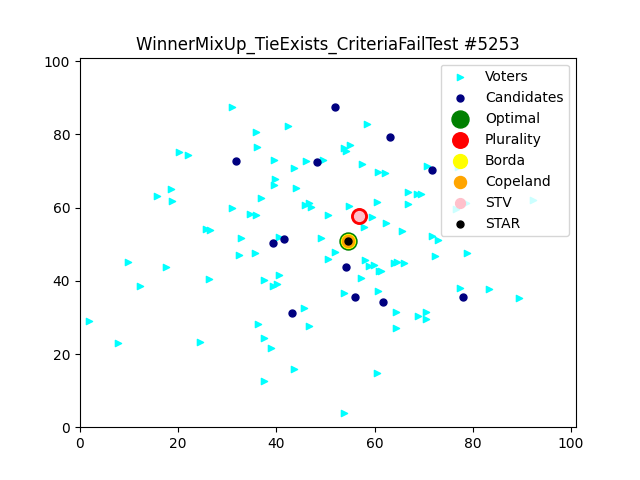 WinnerMixUp_TieExists_CriteriaFailTest #5253
100
80
60
40
20
0
0
20
40
60
80
100
Voters
Candidates
Optimal
Plurality
Borda
Copeland
STV
STAR